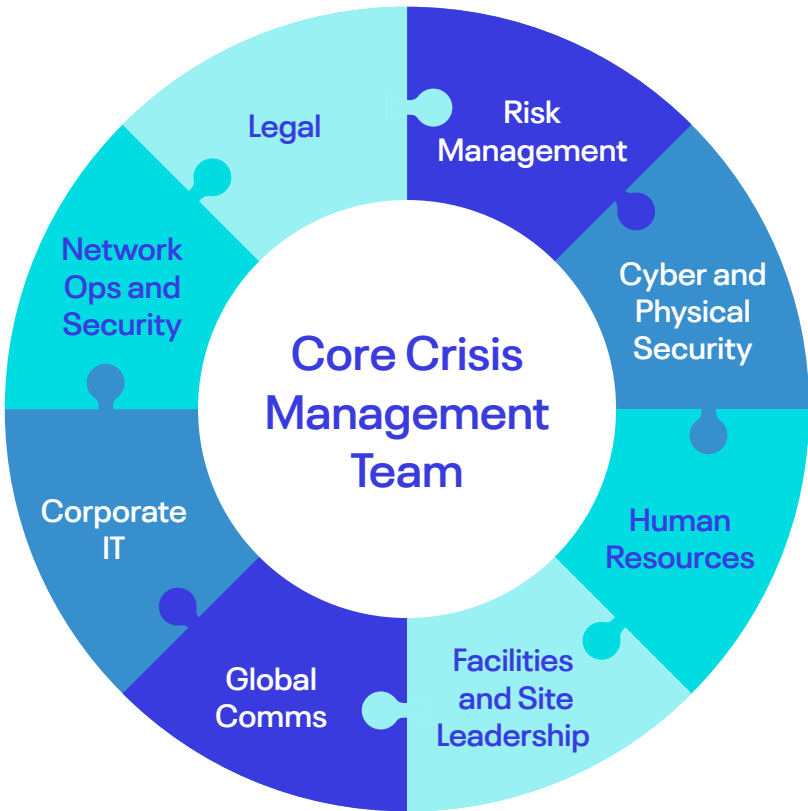 Legal
Risk
Management
Cyber and
Physical
Security
Human
Resources
Facilities
and Site
Leadership
Global
Comms
Corporate
IT
Network
Ops and
Security
Core Crisis
Management
Team